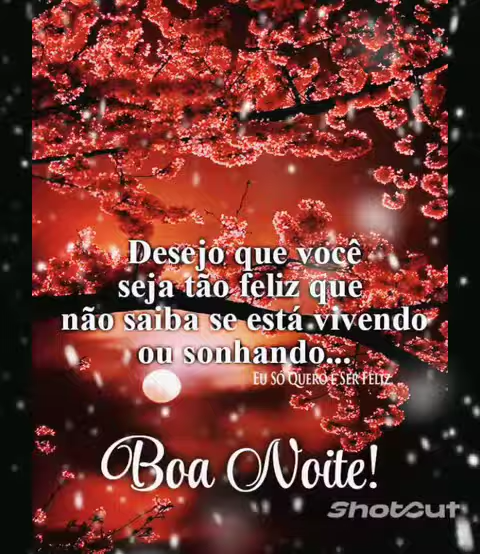 Desejo que você
seja tão feliz que
não saiba se está vivendo
ou sonhando...
Eu Só Quero é Ser Feliz
Boa Noite!
Shotcut